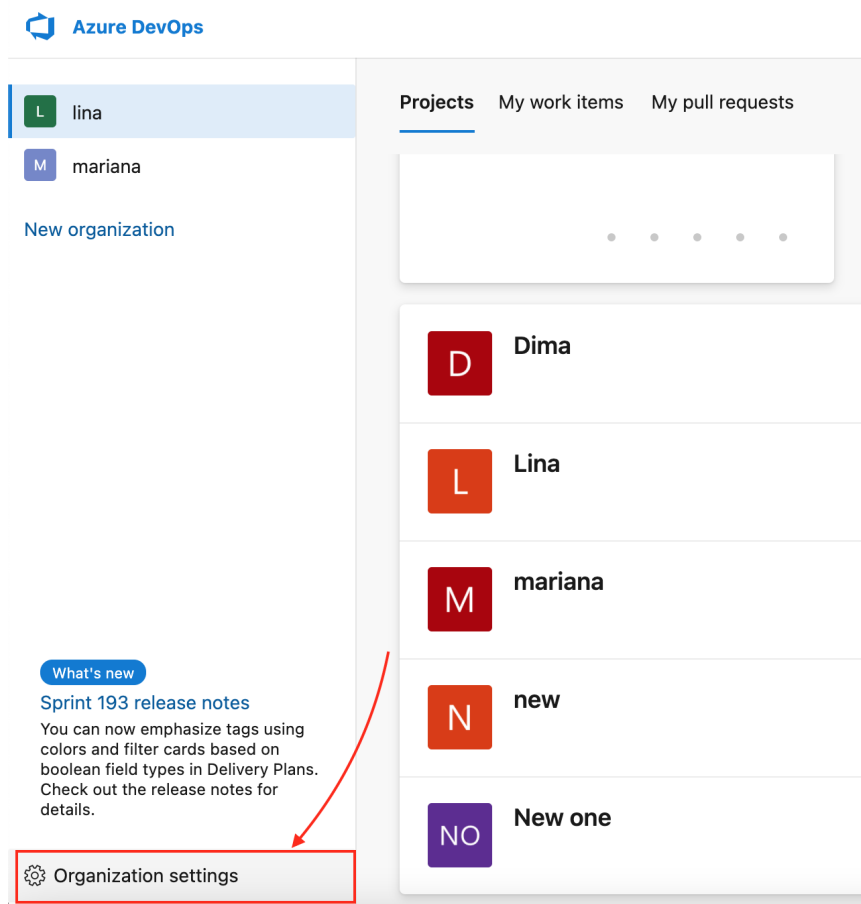 Azure DevOps
L
lina
M
mariana
New organization
What's new
Sprint 193 release notes
You can now emphasize tags using
colors and filter cards based on
boolean field types in Delivery Plans.
Check out the release notes for
details.
Organization settings
Projects My work items My pull requests
D
Dima
L
Lina
M
mariana
N
new
NO
New one